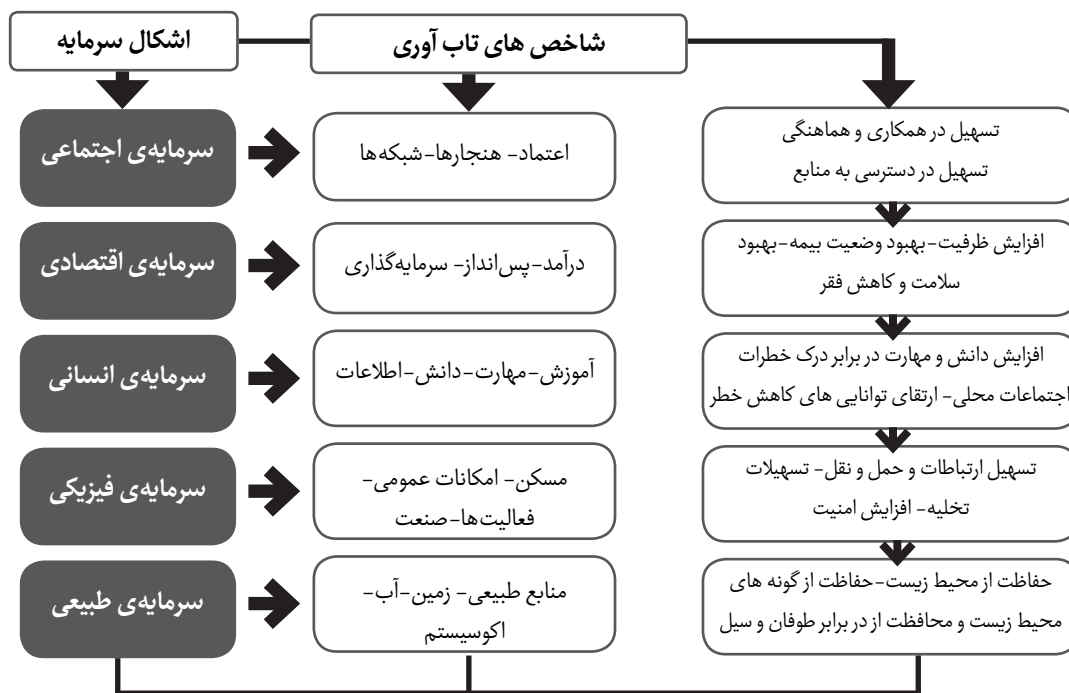 اشکال سرمایه
شاخص های تاب آوری
سرمایه‌ی اجتماعی
اعتماد- هنجارها-شبکه‌ها
تسهیل در همکاری و هماهنگی
تسهیل در دسترسی به منابع
سرمایه‌ی اقتصادی
درآمد-پس‌انداز- سرمایه‌گذاری
افزایش ظرفیت-بهبود وضعیت بیمه-بهبود
سلامت و کاهش فقر
سرمایه‌ی انسانی
آموزش-مهارت-دانش-اطلاعات
افزایش دانش و مهارت در برابر درک خطرات
اجتماعات محلی- ارتقای توانایی های کاهش خطر
سرمایه‌ی فیزیکی
مسکن- امکانات عمومی-
فعالیت‌ها-صنعت
تسهیل ارتباطات و حمل و نقل- تسهیلات
تخلیه- افزایش امنیت
سرمایه‌ی طبیعی
منابع طبیعی- زمین-آب-
اکوسیستم
حفاظت از محیط زیست-حفاظت از گونه های
محیط زیست و محافظت از در برابر طوفان و سیل